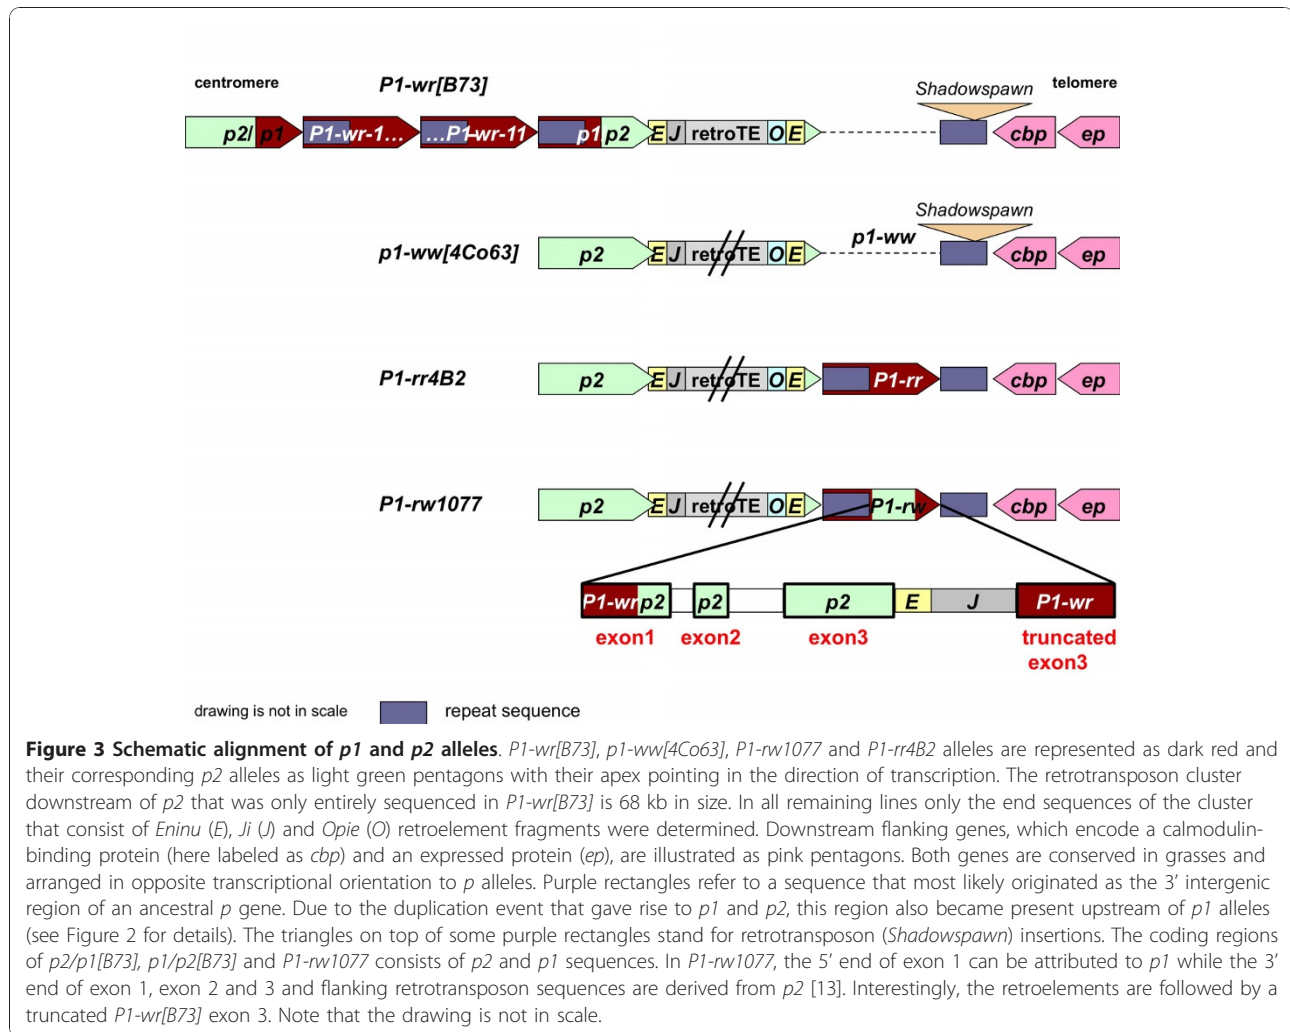 centromere P1-wr[B73] Shadowspawn telomere
p2/ p1 P1-wr-1... ...P1-wr-11 p1 p2 E J retroTE O E cbp ep
Shadowspawn
p1-ww[4Co63] p2 E J retroTE O E p1-ww cbp ep
P1-rr4B2 p2 E J retroTE O E P1-rr cbp ep
P1-rw1077 p2 E J retroTE O E P1-rw cbp ep
P1-wr p2 p2 p2 E J P1-wr
exon1 exon2 exon3 truncated
exon3
drawing is not in scale repeat sequence
Figure 3 Schematic alignment of p1 and p2 alleles. P1-wr[B73], p1-ww[4Co63], P1-rw1077 and P1-rr4B2 alleles are represented as dark red and
their corresponding p2 alleles as light green pentagons with their apex pointing in the direction of transcription. The retrotransposon cluster
downstream of p2 that was only entirely sequenced in P1-wr[B73] is 68 kb in size. In all remaining lines only the end sequences of the cluster
that consist of Eninu (E), Ji (J) and Opie (O) retroelement fragments were determined. Downstream flanking genes, which encode a calmodulin-
binding protein (here labeled as cbp) and an expressed protein (ep), are illustrated as pink pentagons. Both genes are conserved in grasses and
arranged in opposite transcriptional orientation to p alleles. Purple rectangles refer to a sequence that most likely originated as the 3' intergenic
region of an ancestral p gene. Due to the duplication event that gave rise to p1 and p2, this region also became present upstream of p1 alleles
(see Figure 2 for details). The triangles on top of some purple rectangles stand for retrotransposon (Shadowspawn) insertions. The coding regions
of p2/p1[B73], p1/p2[B73] and P1-rw1077 consists of p2 and p1 sequences. In P1-rw1077, the 5' end of exon 1 can be attributed to p1 while the 3'
end of exon 1, exon 2 and 3 and flanking retrotransposon sequences are derived from p2 [13]. Interestingly, the retroelements are followed by a
truncated P1-wr[B73] exon 3. Note that the drawing is not in scale.